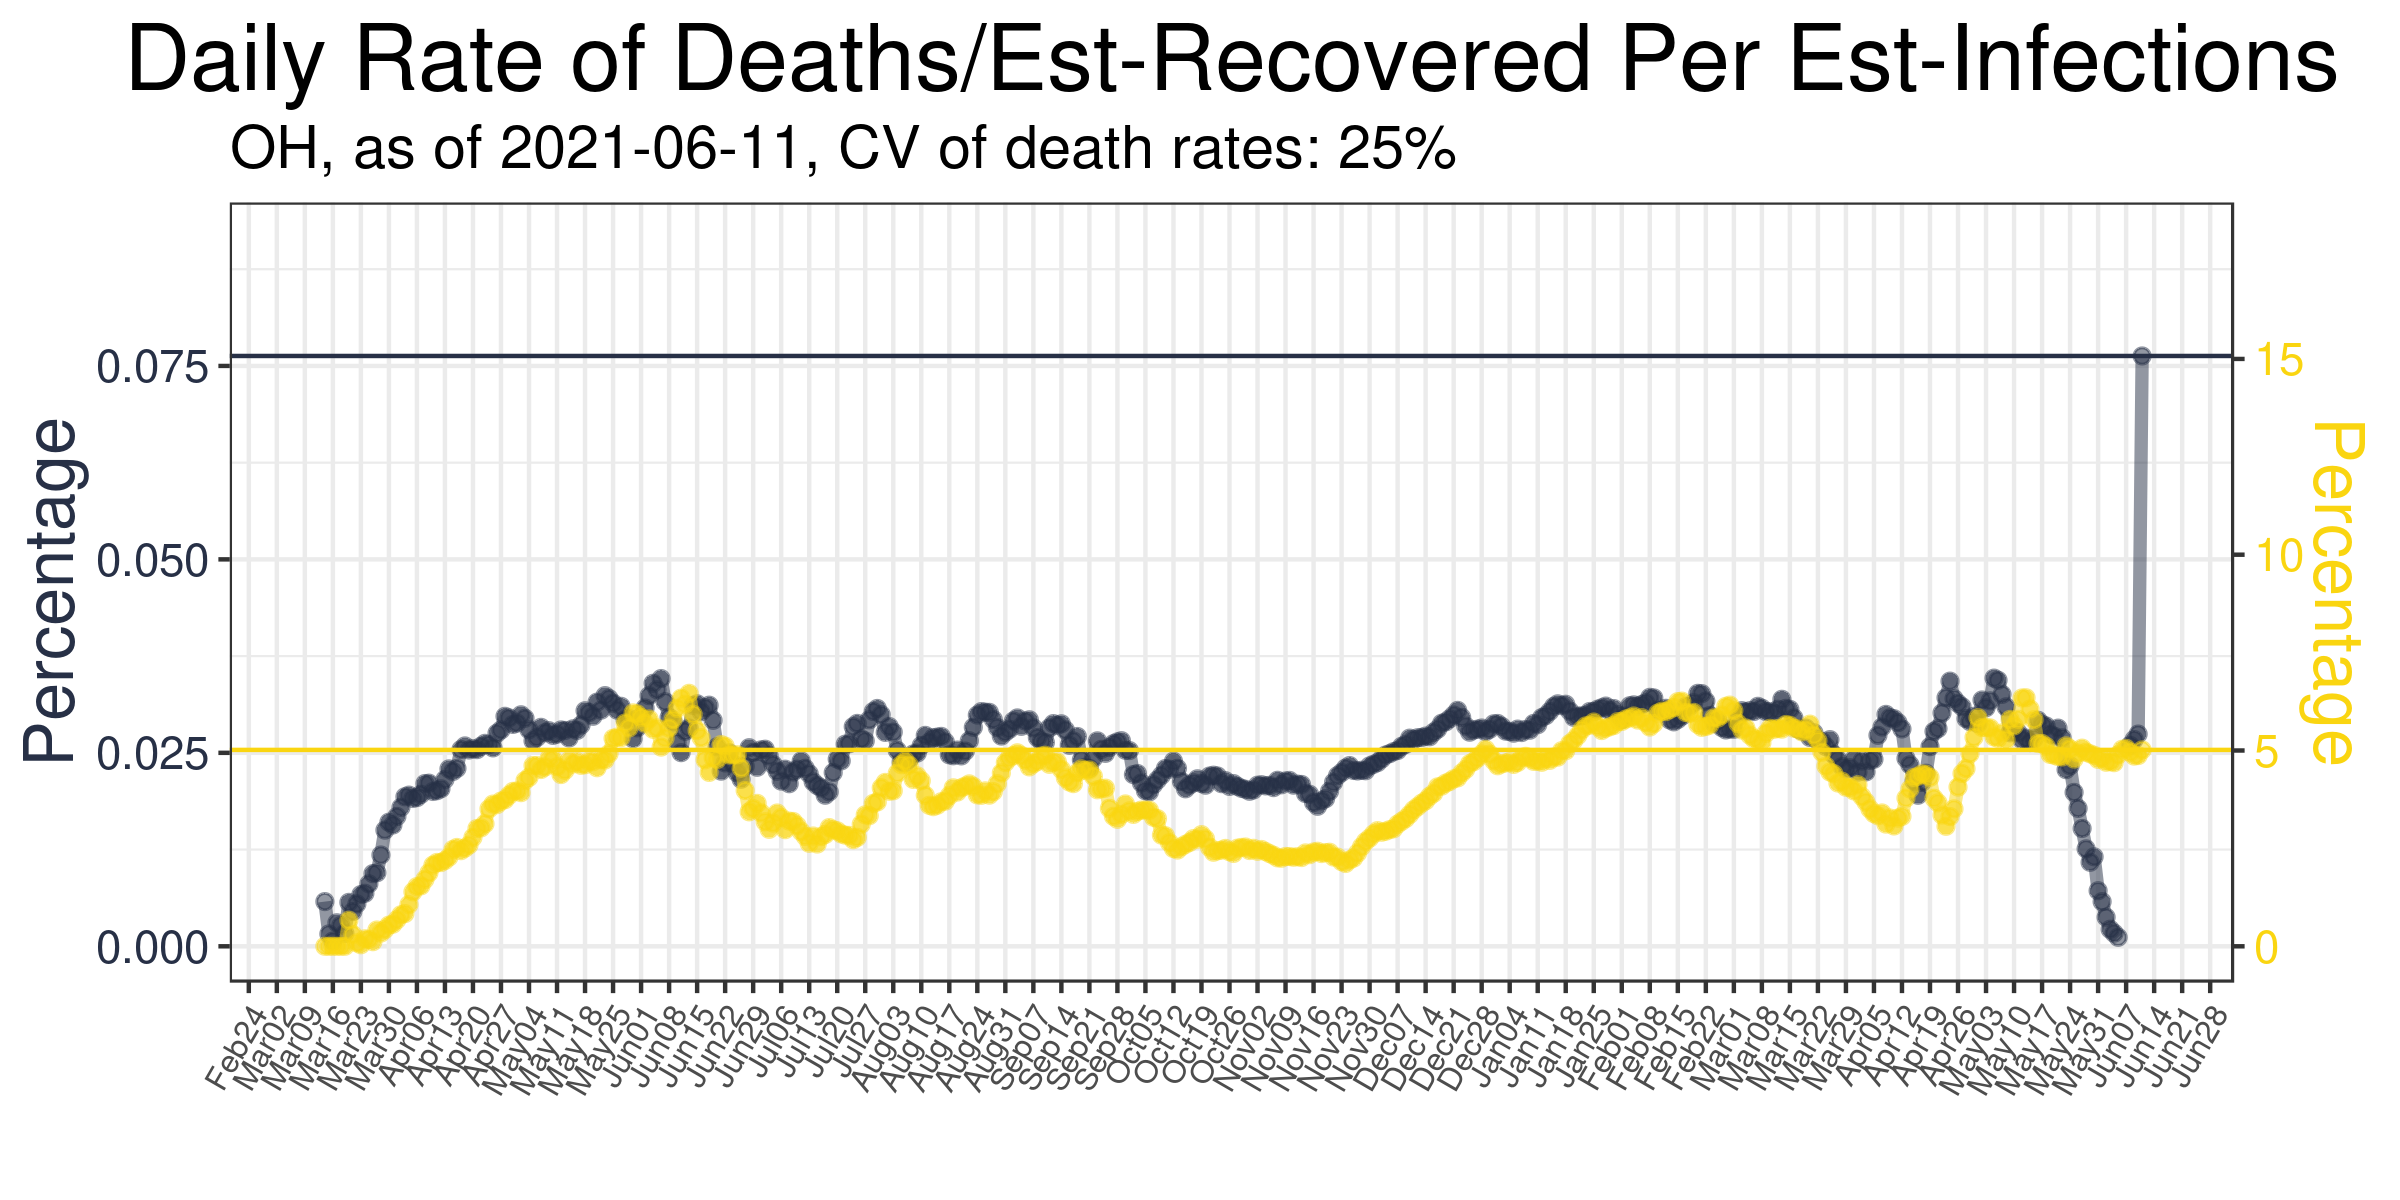 Daily Rate of Deaths/Est-Recovered Per Est-Infections
OH, as of 2021-06-11, CV of death rates: 25%
Percentage
0.075
0.050
0.025
0.000
15
10
5
0
Percentage
Feb24
Mar02
Mar09
Mar16
Mar23
Mar30
Apr06
Apr13
Apr20
Apr27
May04
May11
May18
May25
Jun01
Jun08
Jun15
Jun22
Jun29
Jul06
Jul13
Jul20
Jul27
Aug03
Aug10
Aug17
Aug24
Aug31
Sep07
Sep14
Sep21
Sep28
Oct05
Oct12
Oct19
Oct26
Nov02
Nov09
Nov16
Nov23
Nov30
Dec07
Dec14
Dec21
Dec28
Jan04
Jan11
Jan18
Jan25
Feb01
Feb08
Feb15
Feb22
Mar01
Mar08
Mar15
Mar22
Mar29
Apr05
Apr12
Apr19
Apr26
May03
May10
May17
May24
May31
Jun07
Jun14
Jun21
Jun28